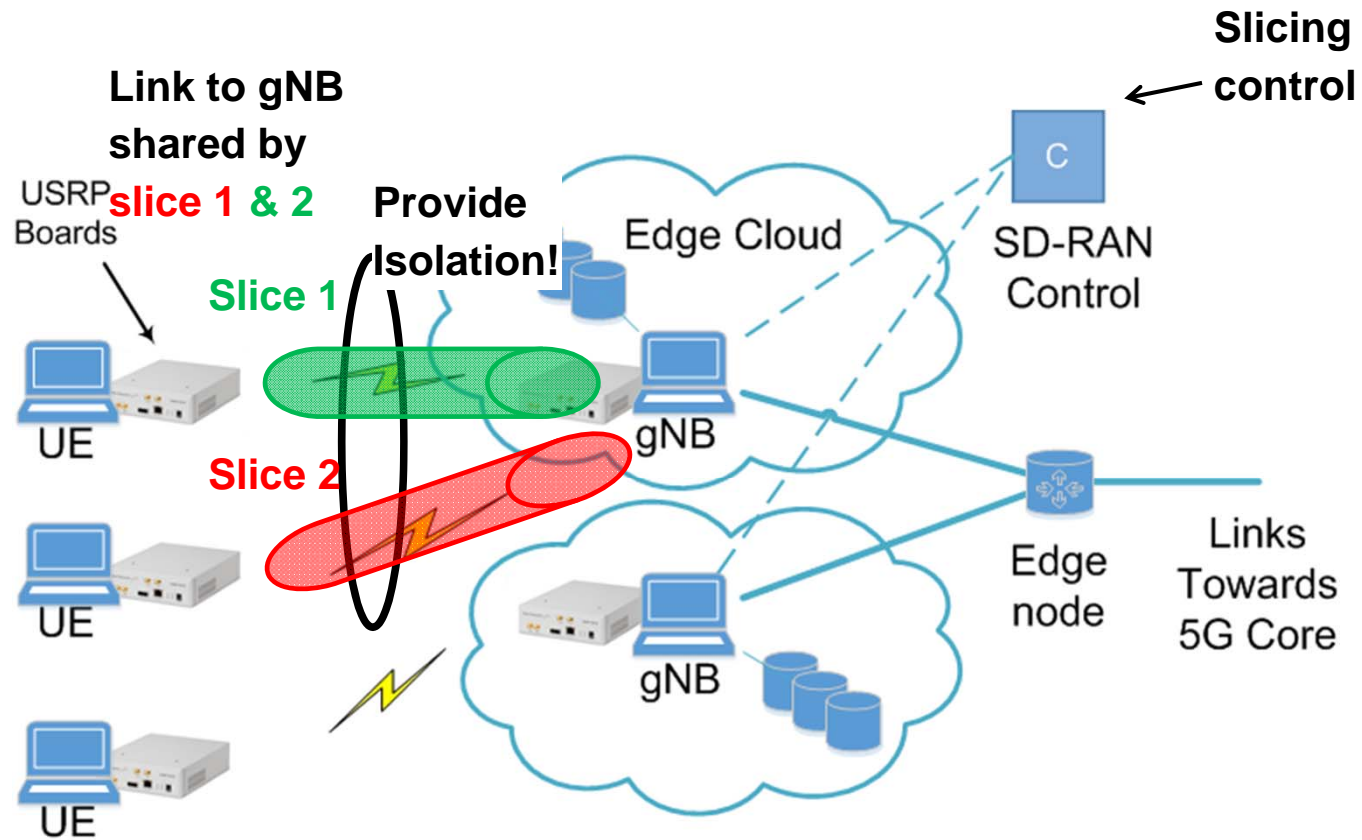 Slicing
control
Link to gNB
shared by
slice 1 & 2
USRP
Boards
Provide
Isolation!
Edge Cloud
C
SD-RAN
Control
Slice 1
UE
gNB
Slice 2
UE
Edge
node
Links
Towards
5G Core
gNB
UE